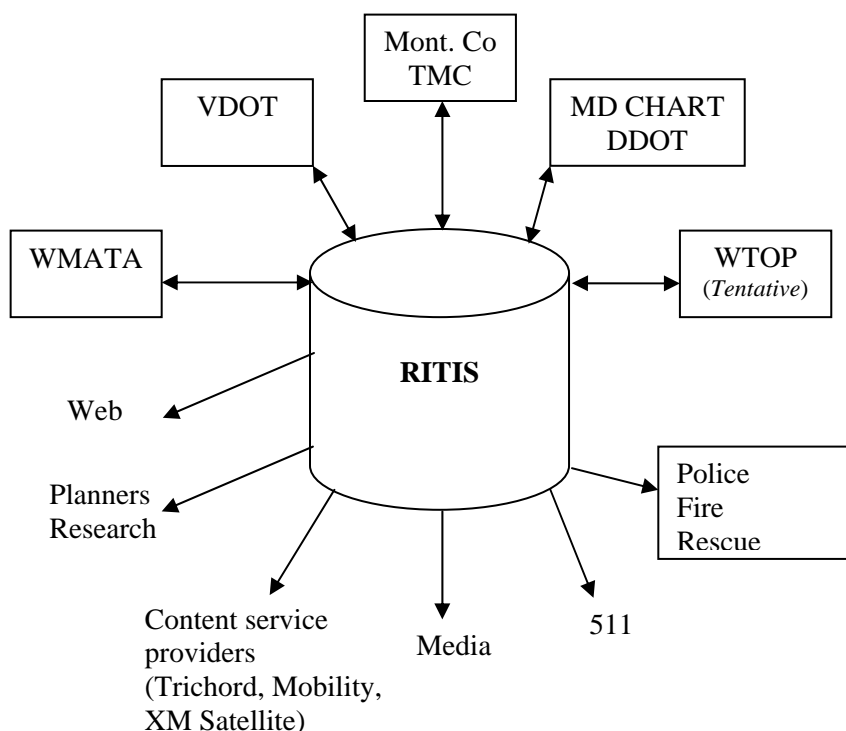 Mont. Co
TMC
VDOT
MD CHART
DDOT
WMATA
WTOP
(Tentative)
RITIS
Web
Planners
Research
Police
Fire
Rescue
Content service
providers
(Trichord, Mobility,
XM Satellite)
Media
511